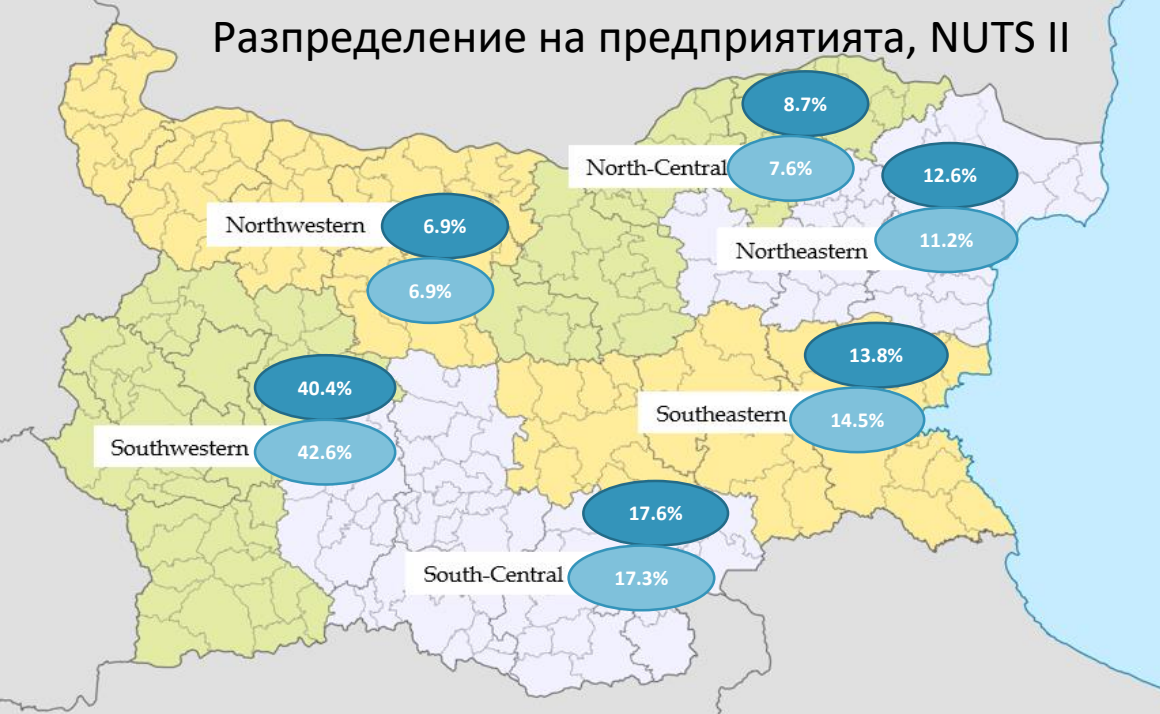 Разпределение на предприятията, NUTS II
8.7%
North-Central
7.6%
12.6%
Northwestern
6.9%
Northeastern
11.2%
6.9%
13.8%
40.4%
Southeastern
14.5%
Southwestern
42.6%
17.6%
South-Central
17.3%